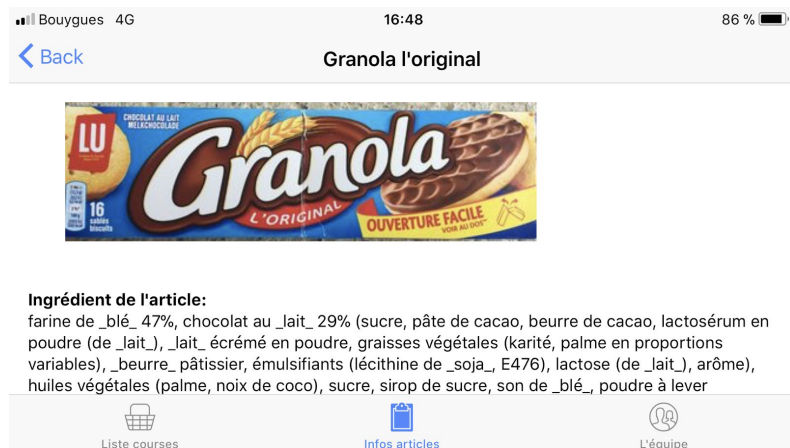 Bouygues 4G
16:48
86 %
Back
Granola l'original
LU
CHOCOLAT AU LAIT
MELKCHOCOLADE
Granola
L'ORIGINAL
16
sablés
biscuits
OUVERTURE FACILE
VOIR AU DOS
Ingrédient de l'article:
farine de _blé_ 47%, chocolat au _lait_ 29% (sucre, pâte de cacao, beurre de cacao, lactosérum en
poudre (de _lait_), _lait_ écrémé en poudre, graisses végétales (karité, palme en proportions
variables), _beurre_ pâtissier, émulsifiants (lécithine de _soja_, E476), lactose (de _lait_), arôme),
huiles végétales (palme, noix de coco), sucre, sirop de sucre, son de _blé_, poudre à lever
Liste courses
Infos articles
L'équipe